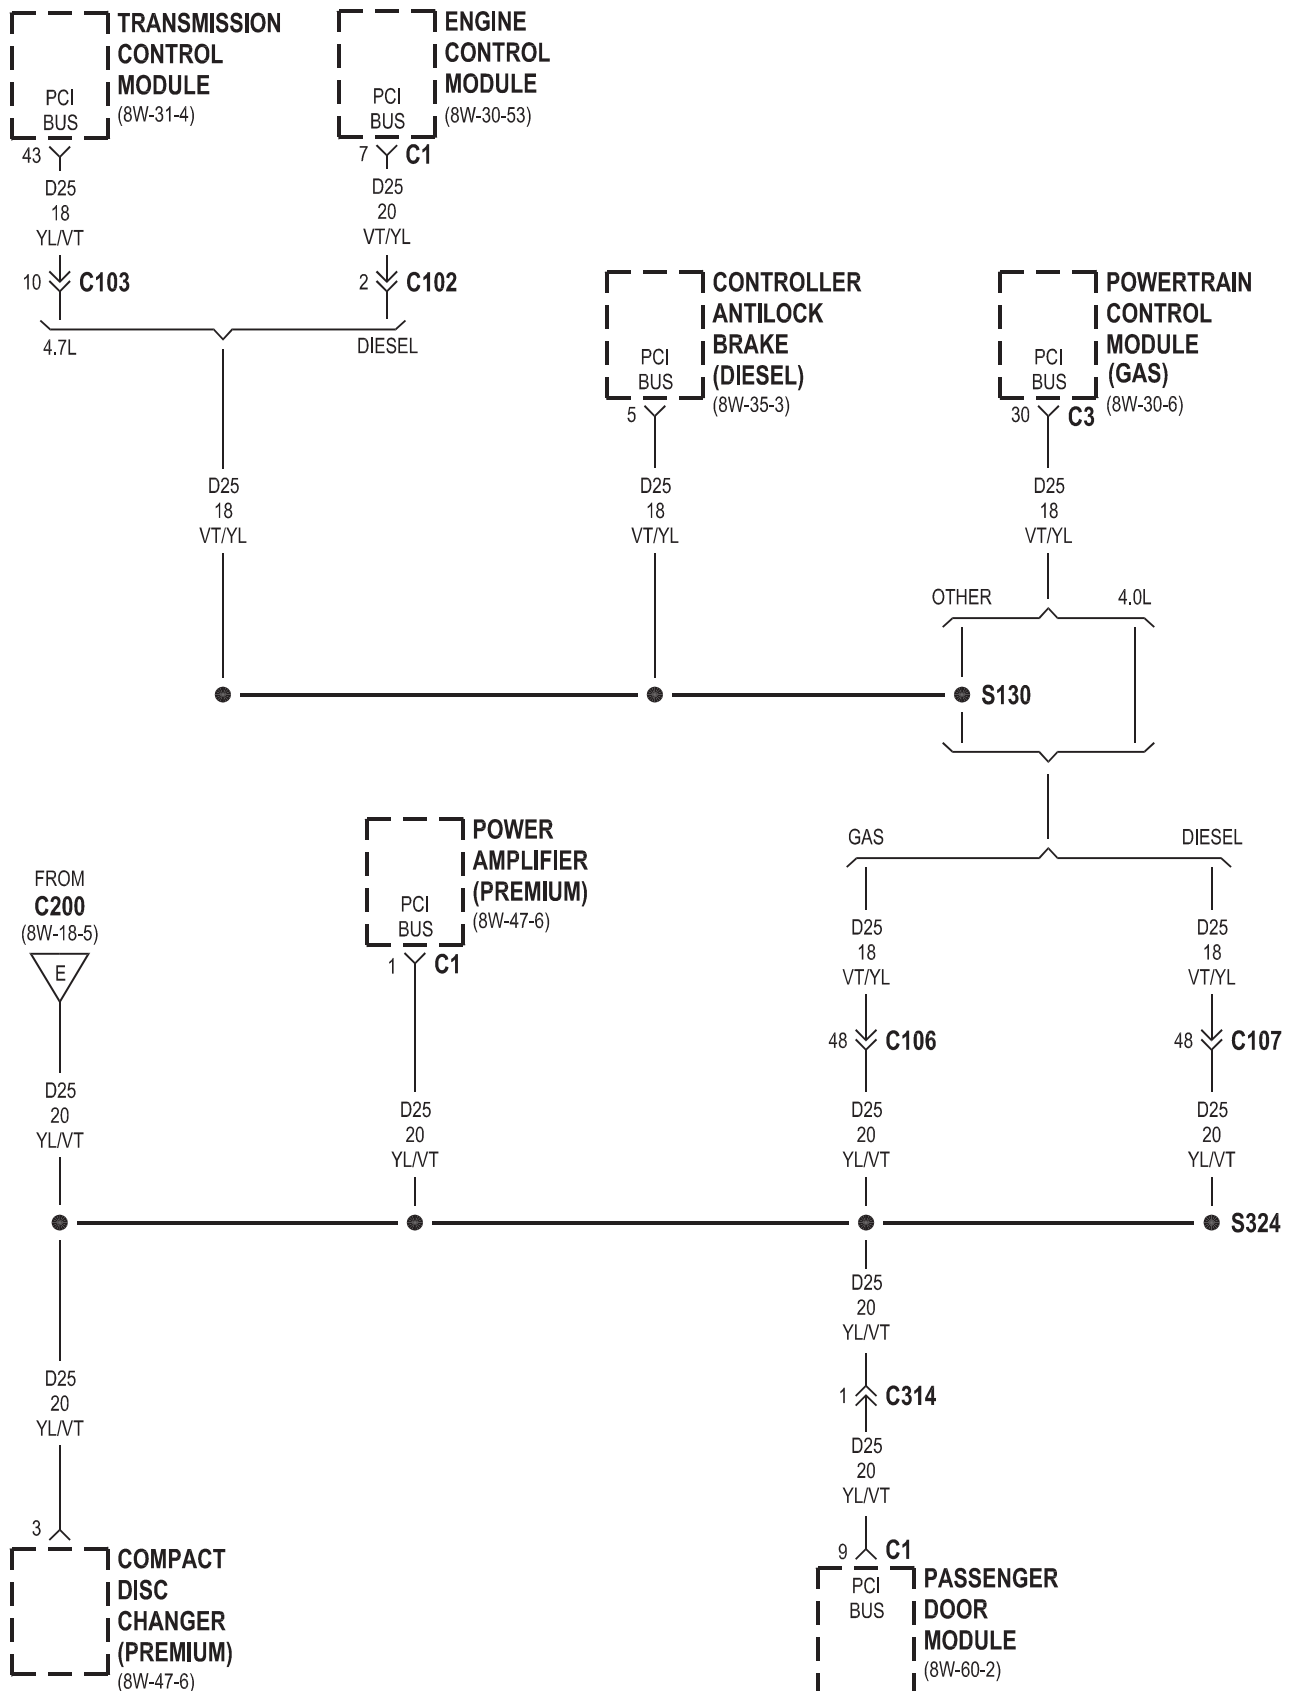 TRANSMISSION
CONTROL
MODULE
(8W-31-4)
PCI
BUS
43
D25
18
YL/VT
10
C103
4.7L
ENGINE
CONTROL
MODULE
(8W-30-53)
PCI
BUS
7
C1
D25
20
VT/YL
2
C102
DIESEL
D25
18
VT/YL
CONTROLLER
ANTILOCK
BRAKE
(DIESEL)
(8W-35-3)
PCI
BUS
5
D25
18
VT/YL
POWERTRAIN
CONTROL
MODULE
(GAS)
(8W-30-6)
PCI
BUS
30
C3
D25
18
VT/YL
OTHER
4.0L
S130
FROM
C200
(8W-18-5)
E
D25
20
YL/VT
POWER
AMPLIFIER
(PREMIUM)
(8W-47-6)
PCI
BUS
1
C1
D25
20
YL/VT
GAS
D25
18
VT/YL
48
C106
D25
20
YL/VT
DIESEL
D25
18
VT/YL
48
C107
D25
20
YL/VT
S324
D25
20
YL/VT
3
COMPACT
DISC
CHANGER
(PREMIUM)
(8W-47-6)
D25
20
YL/VT
1
C314
D25
20
YL/VT
9
C1
PCI
BUS
PASSENGER
DOOR
MODULE
(8W-60-2)